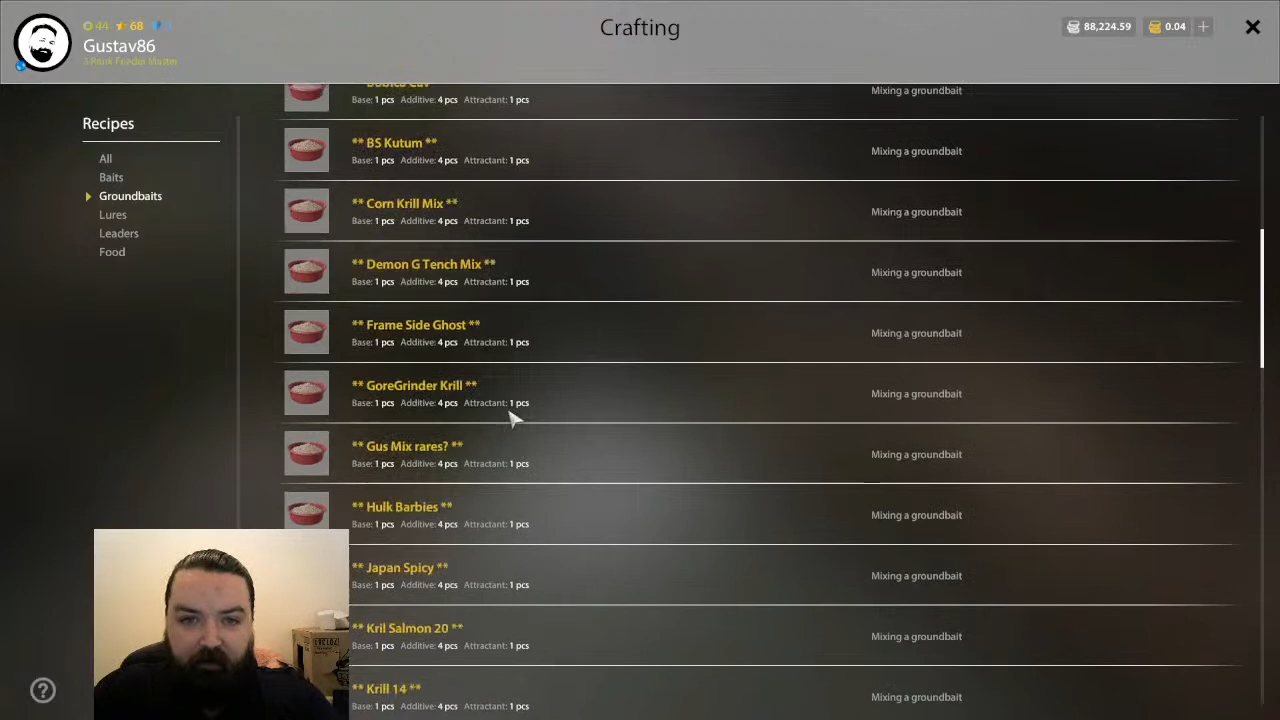 44 68
Crafting
88,224.59 0.04 +
Gustav86
Recipes
All
Baits
Groundbaits
Lures
Leaders
Food
Base: 1 pcs Additive: 4 pcs Attractant: 1 pcs
Mixing a groundbait
** BS Kutum **
Base: 1 pcs Additive: 4 pcs Attractant: 1 pcs
Mixing a groundbait
** Corn Krill Mix **
Base: 1 pcs Additive: 4 pcs Attractant: 1 pcs
Mixing a groundbait
** Demon G Tench Mix **
Base: 1 pcs Additive: 4 pcs Attractant: 1 pcs
Mixing a groundbait
** Frame Side Ghost **
Base: 1 pcs Additive: 4 pcs Attractant: 1 pcs
Mixing a groundbait
** GoreGrinder Krill **
Base: 1 pcs Additive: 4 pcs Attractant: 1 pcs
Mixing a groundbait
** Gus Mix rares? **
Base: 1 pcs Additive: 4 pcs Attractant: 1 pcs
Mixing a groundbait
** Hulk Barbies **
Base: 1 pcs Additive: 4 pcs Attractant: 1 pcs
Mixing a groundbait
** Japan Spicy **
Base: 1 pcs Additive: 4 pcs Attractant: 1 pcs
Mixing a groundbait
** Kril Salmon 20 **
Base: 1 pcs Additive: 4 pcs Attractant: 1 pcs
Mixing a groundbait
** Krill 14 **
Base: 1 pcs Additive: 4 pcs Attractant: 1 pcs
Mixing a groundbait
?